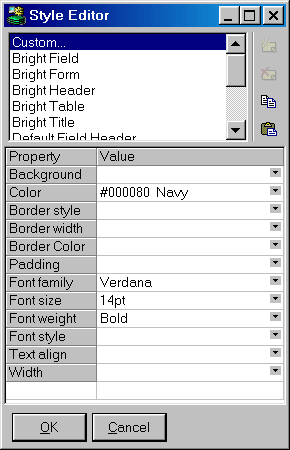 Style Editor
Custom...
Bright Field
Bright Form
Bright Header
Bright Table
Bright Title
Default Field Header
Property Value
Background
Color #000080 Navy
Border style
Border width
Border Color
Padding
Font family Verdana
Font size 14pt
Font weight Bold
Font style
Text align
Width
OK Cancel